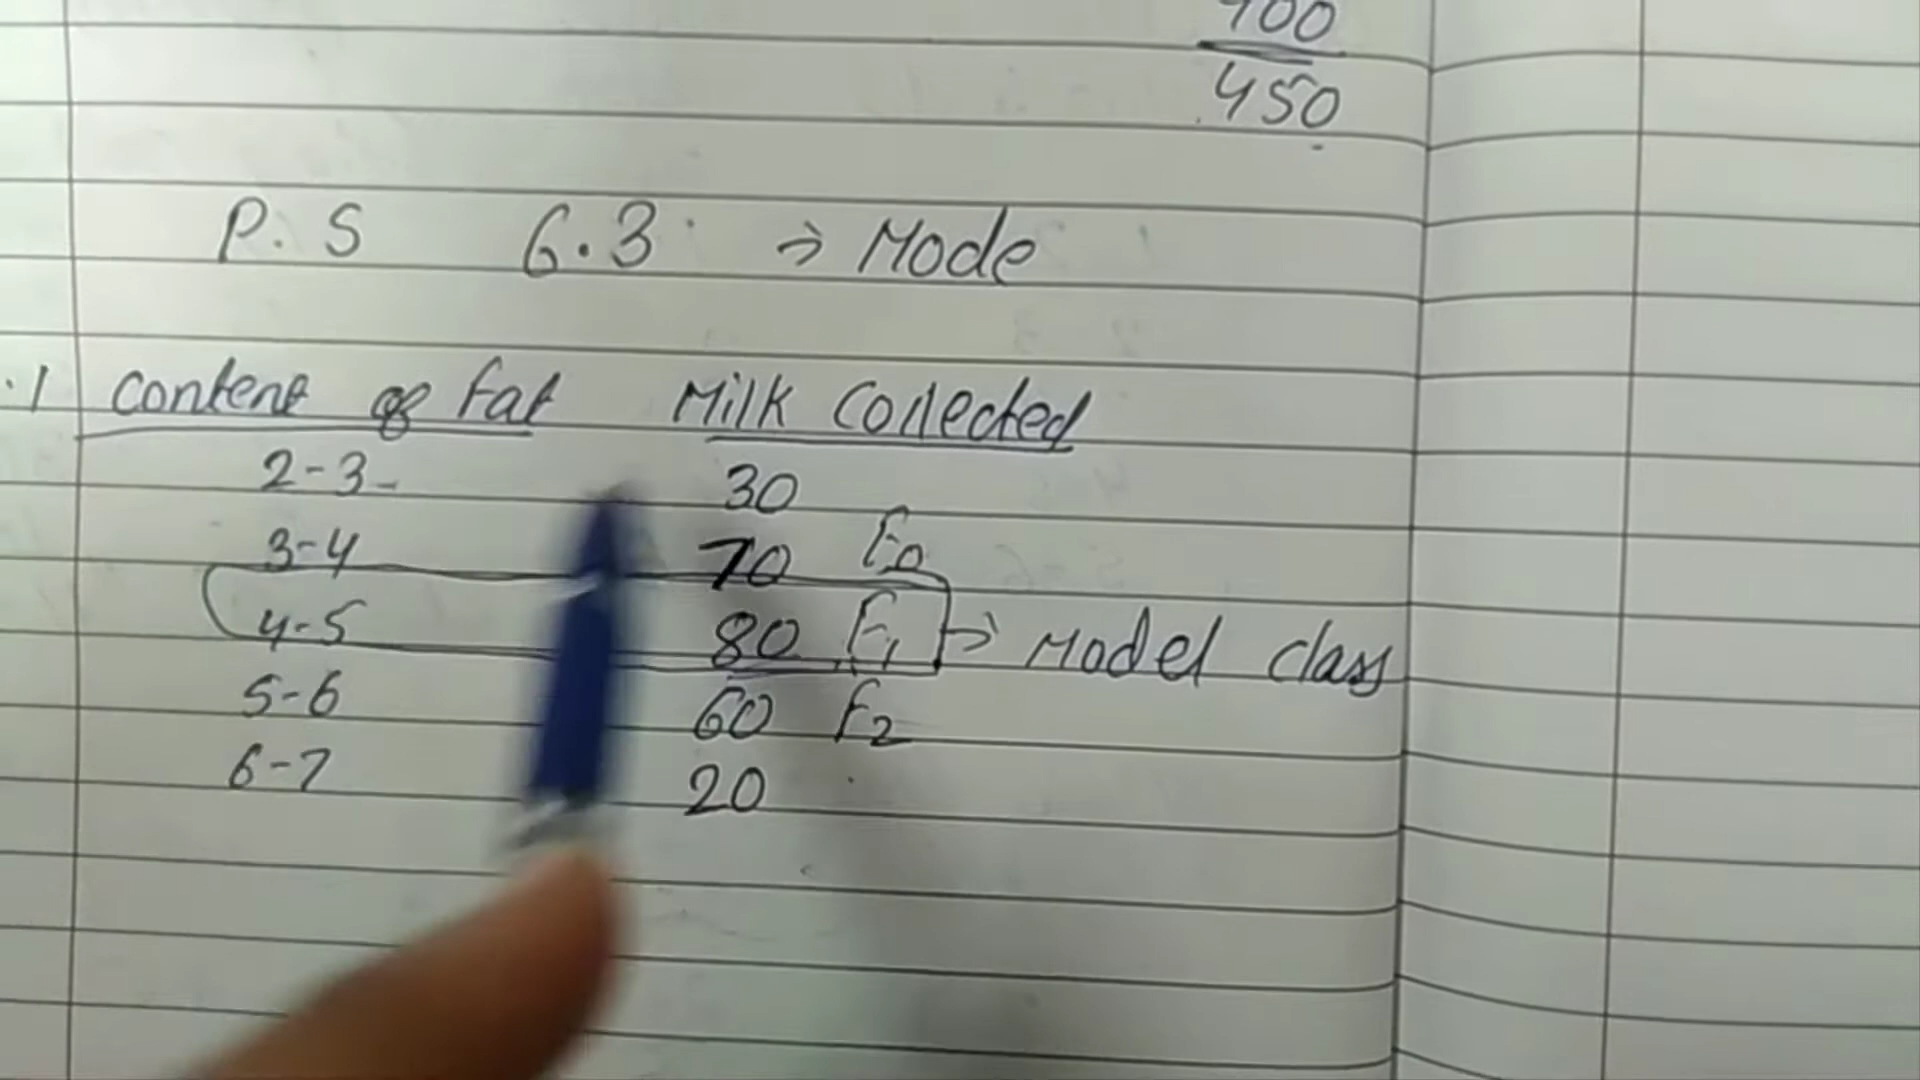 450
P.S 6.3 → Mode
.1 Content of Fat Milk Collected
2-3 30
3-4 70 F0
4-5 80 F1 → Model class
5-6 60 F2
6-7 20